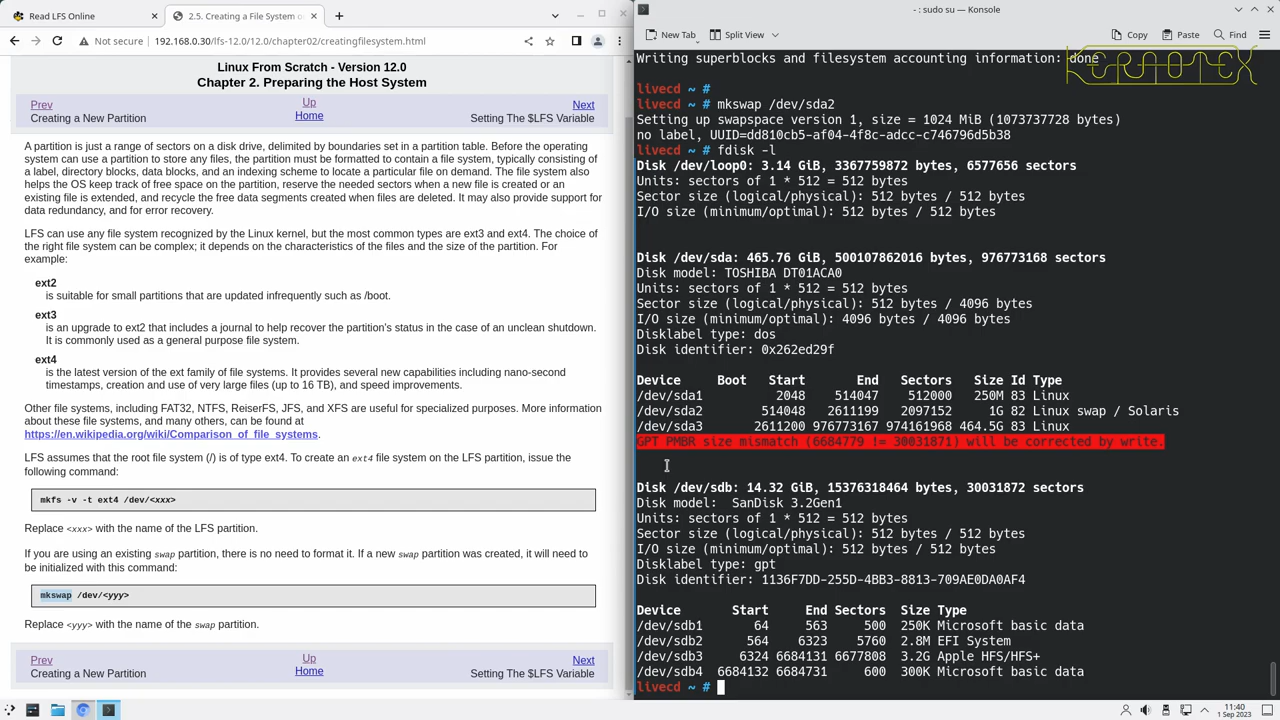 Read LFS Online
2.5. Creating a File System o
Not secure
192.168.0.30/lfs-12.0/12.0/chapter02/creatingfilesystem.html
Linux From Scratch - Version 12.0
Chapter 2. Preparing the Host System
Prev
Up
Next
Creating a New Partition
Home
Setting The $LFS Variable
A partition is just a range of sectors on a disk drive, delimited by boundaries set in a partition table. Before the operating
system can use a partition to store any files, the partition must be formatted to contain a file system, typically consisting of
a label, directory blocks, data blocks, and an indexing scheme to locate a particular file on demand. The file system also
helps the OS keep track of free space on the partition, reserve the needed sectors when a new file is created or an
existing file is extended, and recycle the free data segments created when files are deleted. It may also provide support for
data redundancy, and for error recovery.
LFS can use any file system recognized by the Linux kernel, but the most common types are ext3 and ext4. The choice of
the right file system can be complex; it depends on the characteristics of the files and the size of the partition. For
example:
ext2
is suitable for small partitions that are updated infrequently such as /boot.
ext3
is an upgrade to ext2 that includes a journal to help recover the partition's status in the case of an unclean shutdown.
It is commonly used as a general purpose file system.
ext4
is the latest version of the ext family of file systems. It provides several new capabilities including nano-second
timestamps, creation and use of very large files (up to 16 TB), and speed improvements.
Other file systems, including FAT32, NTFS, ReiserFS, JFS, and XFS are useful for specialized purposes. More information
about these file systems, and many others, can be found at
https://en.wikipedia.org/wiki/Comparison_of_file_systems.
LFS assumes that the root file system (/) is of type ext4. To create an ext4 file system on the LFS partition, issue the
following command:
mkfs -v -t ext4 /dev/<xxx>
Replace <xxx> with the name of the LFS partition.
If you are using an existing swap partition, there is no need to format it. If a new swap partition was created, it will need to
be initialized with this command:
mkswap /dev/<yyy>
Replace <yyy> with the name of the swap partition.
Prev
Up
Next
Creating a New Partition
Home
Setting The $LFS Variable
- : sudo su — Konsole
New Tab
Split View
Copy
Paste
Find
Writing superblocks and filesystem accounting information: done
livecd ~ #
livecd ~ # mkswap /dev/sda2
Setting up swapspace version 1, size = 1024 MiB (1073737728 bytes)
no label, UUID=dd810cb5-af04-4f8c-adcc-c746796d5b38
livecd ~ # fdisk -l
Disk /dev/loop0: 3.14 GiB, 3367759872 bytes, 6577656 sectors
Units: sectors of 1 * 512 = 512 bytes
Sector size (logical/physical): 512 bytes / 512 bytes
I/O size (minimum/optimal): 512 bytes / 512 bytes
Disk /dev/sda: 465.76 GiB, 500107862016 bytes, 976773168 sectors
Disk model: TOSHIBA DT01ACA0
Units: sectors of 1 * 512 = 512 bytes
Sector size (logical/physical): 512 bytes / 4096 bytes
I/O size (minimum/optimal): 4096 bytes / 4096 bytes
Disklabel type: dos
Disk identifier: 0x262ed29f
Device Boot Start End Sectors Size Id Type
/dev/sda1 2048 514047 512000 250M 83 Linux
/dev/sda2 514048 2611199 2097152 1G 82 Linux swap / Solaris
/dev/sda3 2611200 976773167 974161968 464.5G 83 Linux
GPT PMBR size mismatch (6684779 != 30031871) will be corrected by write.
Disk /dev/sdb: 14.32 GiB, 15376318464 bytes, 30031872 sectors
Disk model:  SanDisk 3.2Gen1
Units: sectors of 1 * 512 = 512 bytes
Sector size (logical/physical): 512 bytes / 512 bytes
I/O size (minimum/optimal): 512 bytes / 512 bytes
Disklabel type: gpt
Disk identifier: 1136F7DD-255D-4BB3-8813-709AE0DA0AF4
Device Start End Sectors Size Type
/dev/sdb1 64 563 500 250K Microsoft basic data
/dev/sdb2 564 6323 5760 2.8M EFI System
/dev/sdb3 6324 6684131 6677808 3.2G Apple HFS/HFS+
/dev/sdb4 6684132 6684731 600 300K Microsoft basic data
livecd ~ #
11:40
1 Sep 2023